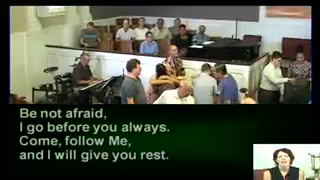 Be not afraid,
I go before you always.
Come, follow Me,
and I will give you rest.